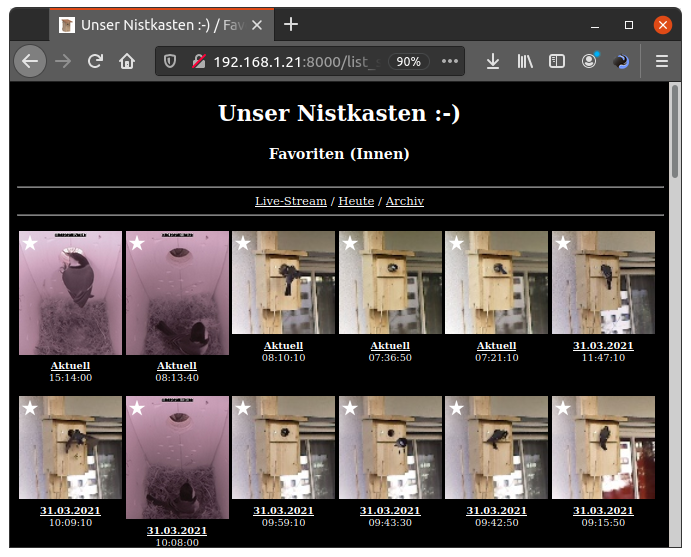 Unser Nistkasten :-) / Fav
192.168.1.21:8000/list_
90%
Unser Nistkasten :-)
Favoriten (Innen)
Live-Stream / Heute / Archiv
Aktuell
15:14:00
Aktuell
08:13:40
Aktuell
08:10:10
Aktuell
07:36:50
Aktuell
07:21:10
31.03.2021
11:47:10
31.03.2021
10:09:10
31.03.2021
10:08:00
31.03.2021
09:59:10
31.03.2021
09:43:30
31.03.2021
09:42:50
31.03.2021
09:15:50